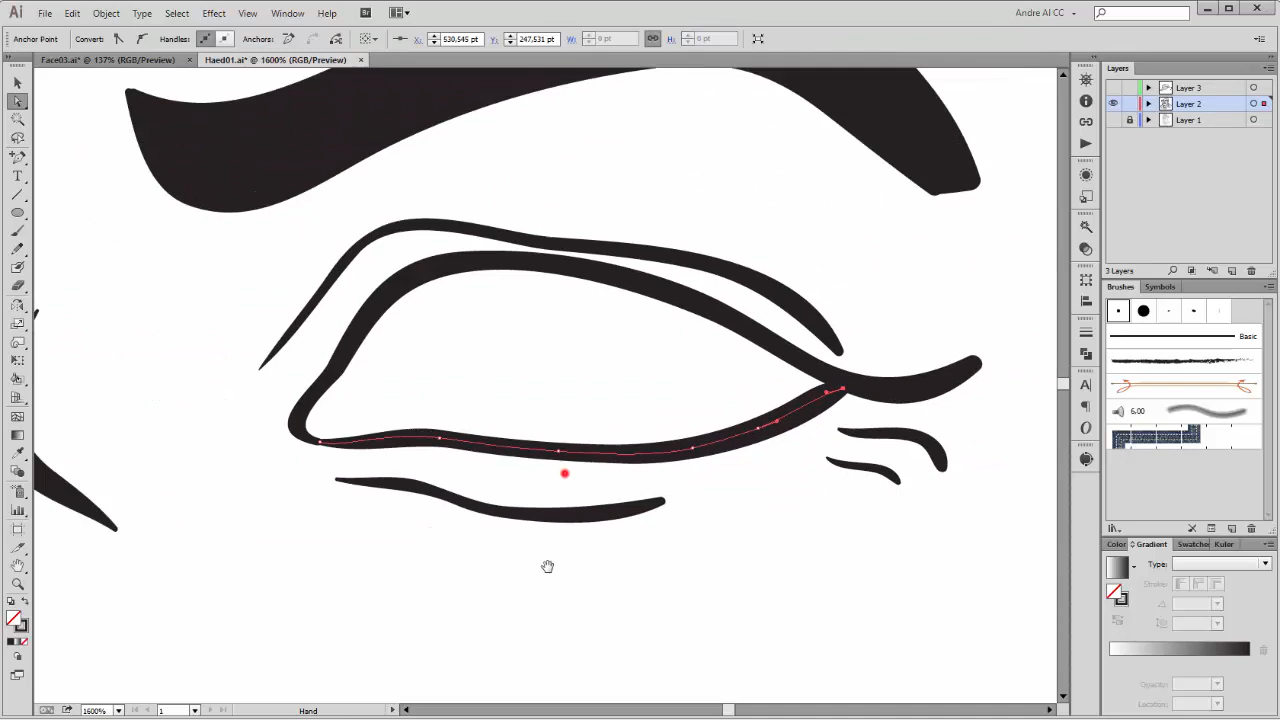 Ai File Edit Object Type Select Effect View Window Help Br Andre AI CC
Anchor Point Convert: Handles: Anchors: X: 530,545 pt Y: 247,531 pt W: 0 pt H: 0 pt
Face03.ai* @ 137% (RGB/Preview) × Haed01.ai* @ 1600% (RGB/Preview) ×
Layers
Layer 3
Layer 2
Layer 1
3 Layers
Brushes Symbols
Basic
6.00
Color Gradient Swatches Kuler
Type:
Stroke:
Opacity:
Location:
1600% 1 Hand